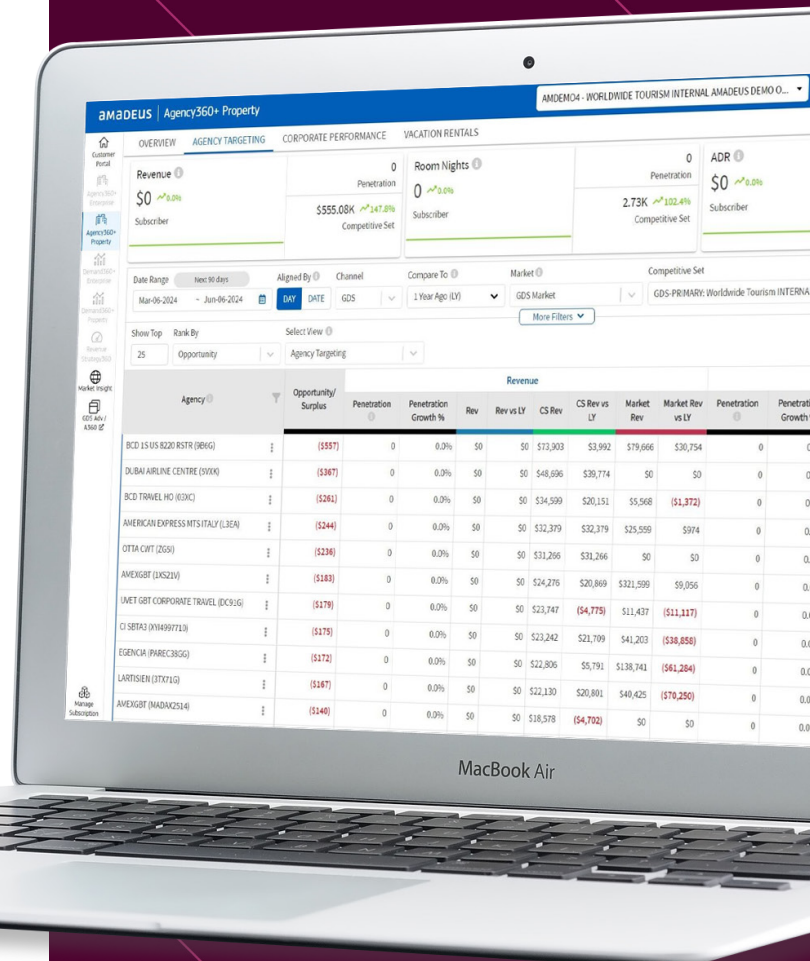 amadeus Agency360+ Property
AMDEMO4 - WORLDWIDE TOURISM INTERNAL AMADEUS DEMO O...
OVERVIEW AGENCY TARGETING CORPORATE PERFORMANCE VACATION RENTALS
Customer Portal
Agency360+ Enterprise
Agency360+ Property
Demand360+ Enterprise
Demand360+ Property
Revenue Strategy360
Market Insight
GDS Adv / A360
Manage Subscription
Revenue
$0 0.0%
Subscriber
0
Penetration
$555.08K 147.8%
Competitive Set
Room Nights
0 0.0%
Subscriber
0
Penetration
2.73K 102.4%
Competitive Set
ADR
$0 0.0%
Subscriber
Date Range Next 90 days Aligned By Channel Compare To Market Competitive Set
Mar-06-2024 ~ Jun-06-2024 DAY DATE GDS 1 Year Ago (LY) GDS Market GDS-PRIMARY: Worldwide Tourism INTERNA
More Filters
Show Top Rank By Select View
25 Opportunity Agency Targeting
Revenue
Agency Opportunity/ Surplus Penetration Penetration Growth % Rev Rev vs LY CS Rev CS Rev vs LY Market Rev Market Rev vs LY Penetration
BCD 1S US 8220 RSTR (9B6G) ($557) 0 0.0% $0 $0 $73,903 $3,992 $79,666 $30,754 0
DUBAI AIRLINE CENTRE (SVXK) ($367) 0 0.0% $0 $0 $48,696 $39,774 $0 $0 0
BCD TRAVEL HO (03XC) ($261) 0 0.0% $0 $0 $34,599 $20,151 $5,568 ($1,372) 0
AMERICAN EXPRESS MTS ITALY (L3EA) ($244) 0 0.0% $0 $0 $32,379 $32,379 $25,559 $974 0
OTTA CWT (ZG5I) ($236) 0 0.0% $0 $0 $31,266 $31,266 $0 $0 0
AMEXGBT (1XS21V) ($183) 0 0.0% $0 $0 $24,276 $20,869 $321,599 $9,056 0
UVET GBT CORPORATE TRAVEL (DC91G) ($179) 0 0.0% $0 $0 $23,747 ($4,775) $11,437 ($11,117) 0
CI SBTA3 (XW4997710) ($175) 0 0.0% $0 $0 $23,242 $21,709 $41,203 ($38,858) 0
EGENCIA (PAREC38GG) ($172) 0 0.0% $0 $0 $22,806 $5,791 $138,741 ($61,284) 0
LARTISIEN (3TX71G) ($167) 0 0.0% $0 $0 $22,130 $20,801 $40,425 ($70,250) 0
AMEXGBT (MADAX2514) ($140) 0 0.0% $0 $0 $18,578 ($4,702) $0 $0 0
MacBook Air